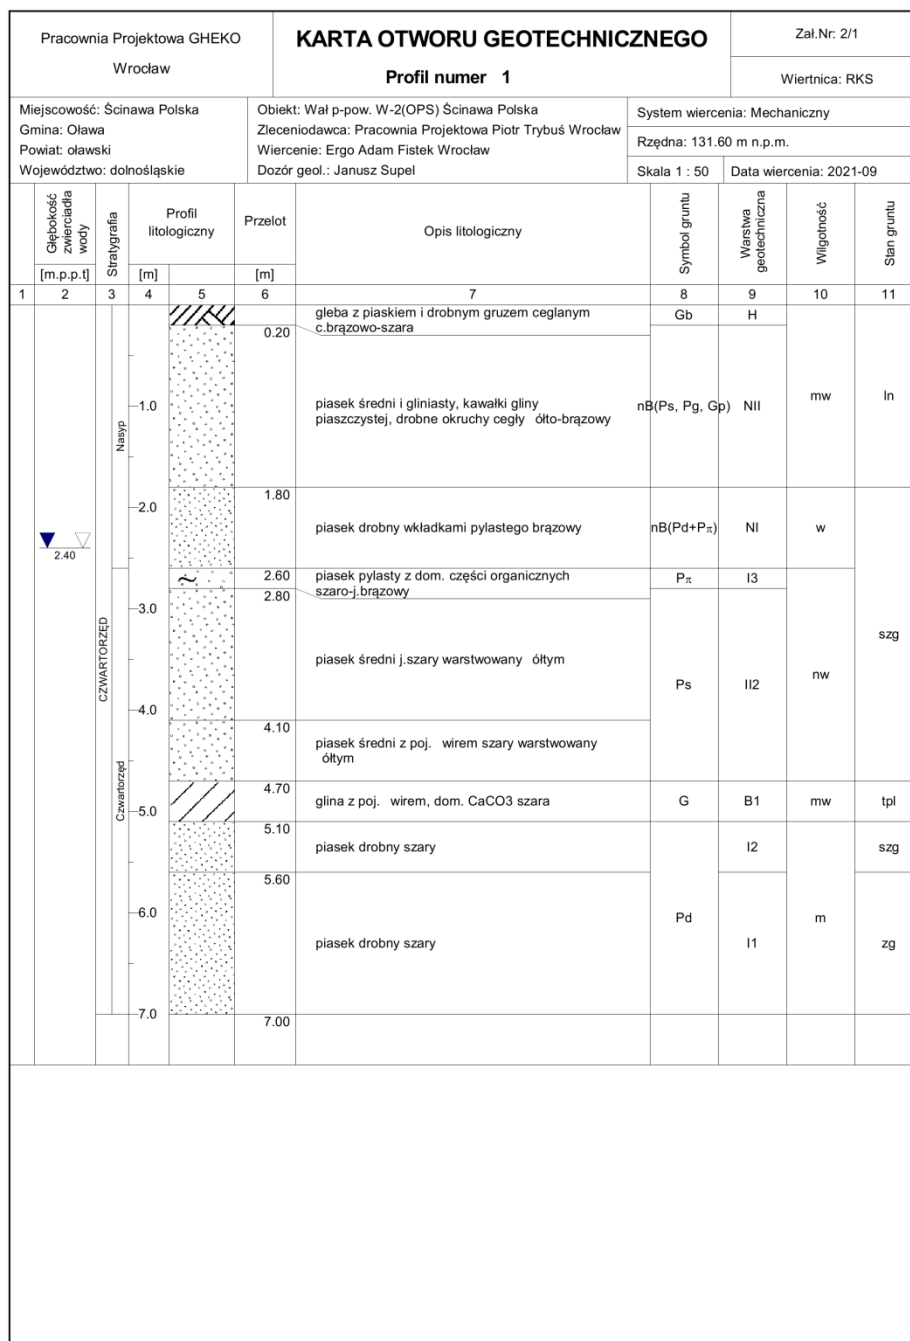 Pracownia Projektowa GHEKO
Wrocław
KARTA OTWORU GEOTECHNICZNEGO
Profil numer 1
Zał.Nr: 2/1
Wiertnica: RKS
Miejscowość: Ścinawa Polska
Gmina: Oława
Powiat: oławski
Województwo: dolnośląskie
Obiekt: Wał p-pow. W-2(OPS) Ścinawa Polska
Zleceniodawca: Pracownia Projektowa Piotr Trybuś Wrocław
Wiercenie: Ergo Adam Fistek Wrocław
Dozór geol.: Janusz Supel
System wiercenia: Mechaniczny
Rzędna: 131.60 m n.p.m.
Skala 1 : 50
Data wiercenia: 2021-09
Głębokość
zwierciadła
wody
[m.p.p.t]
Stratygrafia
Profil
litologiczny
[m]
Przelot
[m]
Opis litologiczny
Symbol gruntu
Warstwa
geotechniczna
Wilgotność
Stan gruntu
1 2 3 4 5 6 7 8 9 10 11
gleba z piaskiem i drobnym gruzem ceglanym
c.brązowo-szara
Gb H
0.20
Nasyp
1.0
piasek średni i gliniasty, kawałki gliny
piaszczystej, drobne okruchy cegły ółto-brązowy
nB(Ps, Pg, Gp) NII mw ln
1.80
2.0
piasek drobny wkładkami pylastego brązowy
nB(Pd+Pπ) NI w
2.40
2.60
piasek pylasty z dom. części organicznych
szaro-j.brązowy
Pπ I3
2.80
3.0
CZWARTORZĘD
piasek średni j.szary warstwowany ółtym
Ps II2 nw szg
4.0
4.10
piasek średni z poj. wirem szary warstwowany
ółtym
Czwartorzęd
4.70
glina z poj. wirem, dom. CaCO3 szara
G B1 mw tpl
5.0
5.10
piasek drobny szary
I2 szg
5.60
6.0
Pd m
piasek drobny szary
I1 zg
7.0
7.00